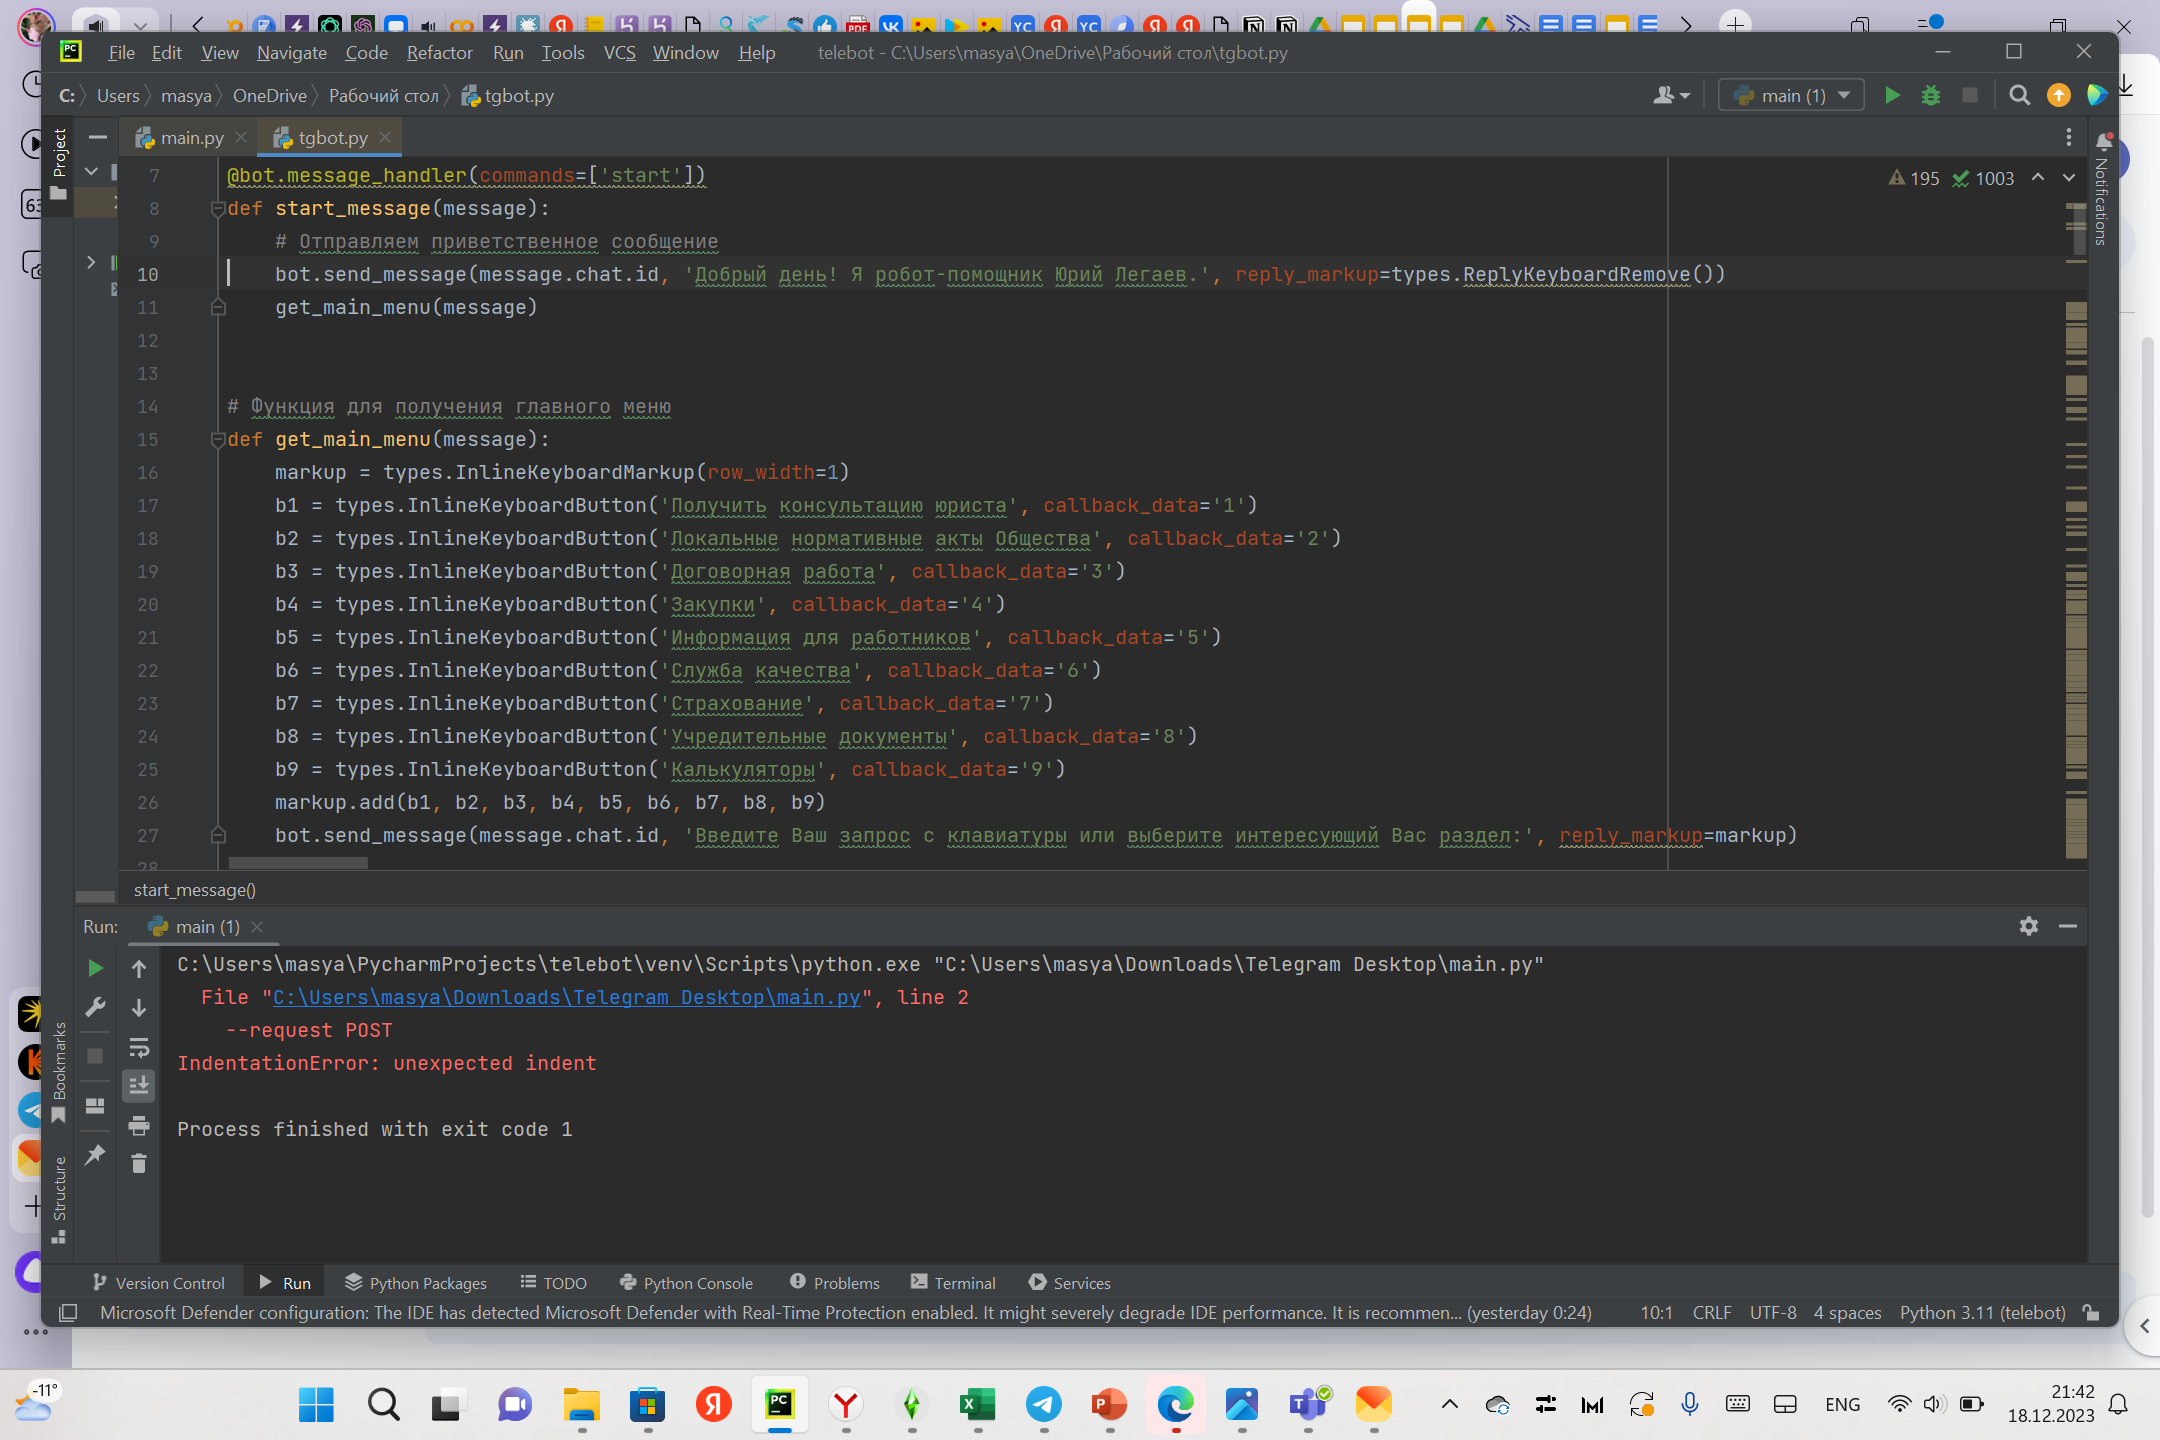 File Edit View Navigate Code Refactor Run Tools VCS Window Help telebot - C:\Users\masya\OneDrive\Рабочий стол\tgbot.py
C: Users masya OneDrive Рабочий стол tgbot.py main (1)
Project main.py tgbot.py
195 1003
Notifications
7 @bot.message_handler(commands=['start'])
8 def start_message(message):
9 # Отправляем приветственное сообщение
10 bot.send_message(message.chat.id, 'Добрый день! Я робот-помощник Юрий Легаев.', reply_markup=types.ReplyKeyboardRemove())
11 get_main_menu(message)
12
13
14 # Функция для получения главного меню
15 def get_main_menu(message):
16 markup = types.InlineKeyboardMarkup(row_width=1)
17 b1 = types.InlineKeyboardButton('Получить консультацию юриста', callback_data='1')
18 b2 = types.InlineKeyboardButton('Локальные нормативные акты Общества', callback_data='2')
19 b3 = types.InlineKeyboardButton('Договорная работа', callback_data='3')
20 b4 = types.InlineKeyboardButton('Закупки', callback_data='4')
21 b5 = types.InlineKeyboardButton('Информация для работников', callback_data='5')
22 b6 = types.InlineKeyboardButton('Служба качества', callback_data='6')
23 b7 = types.InlineKeyboardButton('Страхование', callback_data='7')
24 b8 = types.InlineKeyboardButton('Учредительные документы', callback_data='8')
25 b9 = types.InlineKeyboardButton('Калькуляторы', callback_data='9')
26 markup.add(b1, b2, b3, b4, b5, b6, b7, b8, b9)
27 bot.send_message(message.chat.id, 'Введите Ваш запрос с клавиатуры или выберите интересующий Вас раздел:', reply_markup=markup)
28
start_message()
Run: main (1)
C:\Users\masya\PycharmProjects\telebot\venv\Scripts\python.exe "C:\Users\masya\Downloads\Telegram Desktop\main.py"
File "C:\Users\masya\Downloads\Telegram Desktop\main.py", line 2
--request POST
IndentationError: unexpected indent
Process finished with exit code 1
Bookmarks
Structure
Version Control Run Python Packages TODO Python Console Problems Terminal Services
Microsoft Defender configuration: The IDE has detected Microsoft Defender with Real-Time Protection enabled. It might severely degrade IDE performance. It is recommen... (yesterday 0:24) 10:1 CRLF UTF-8 4 spaces Python 3.11 (telebot)
-11°
ENG
21:42
18.12.2023